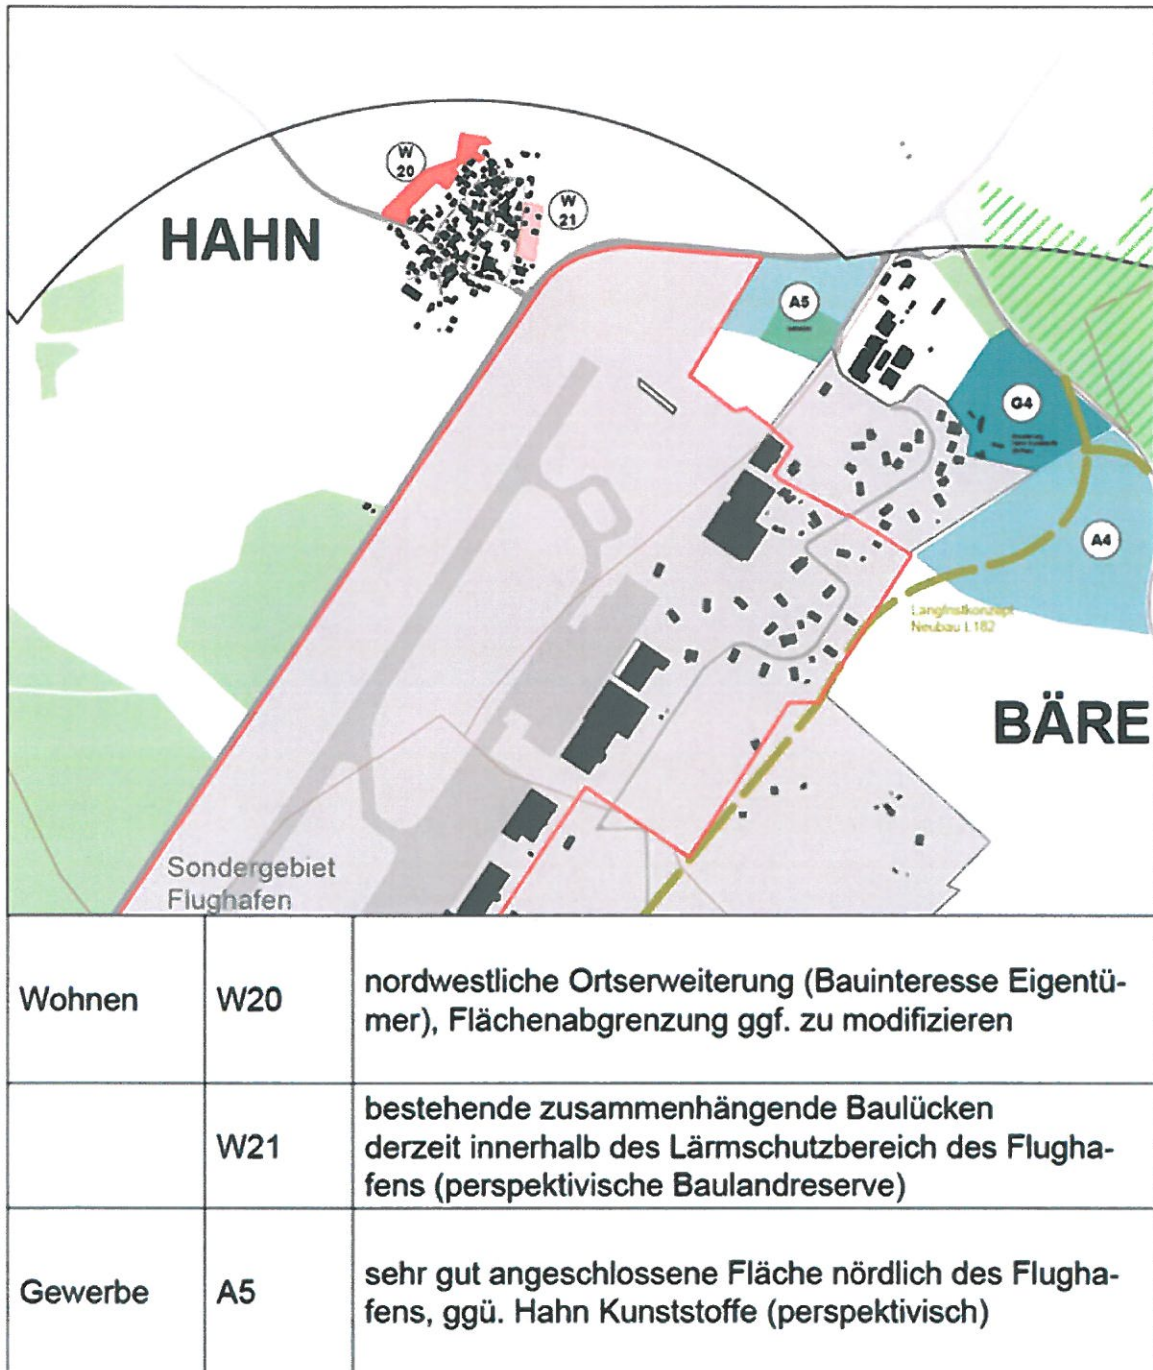 W
20
W
21
HAHN
A5
G4
A4
Langfristkonzept
Neubau L182
BÄRE
Sondergebiet
Flughafen
Wohnen W20 nordwestliche Ortserweiterung (Bauinteresse Eigentü-
mer), Flächenabgrenzung ggf. zu modifizieren
W21 bestehende zusammenhängende Baulücken
derzeit innerhalb des Lärmschutzbereich des Flugha-
fens (perspektivische Baulandreserve)
Gewerbe A5 sehr gut angeschlossene Fläche nördlich des Flugha-
fens, ggü. Hahn Kunststoffe (perspektivisch)